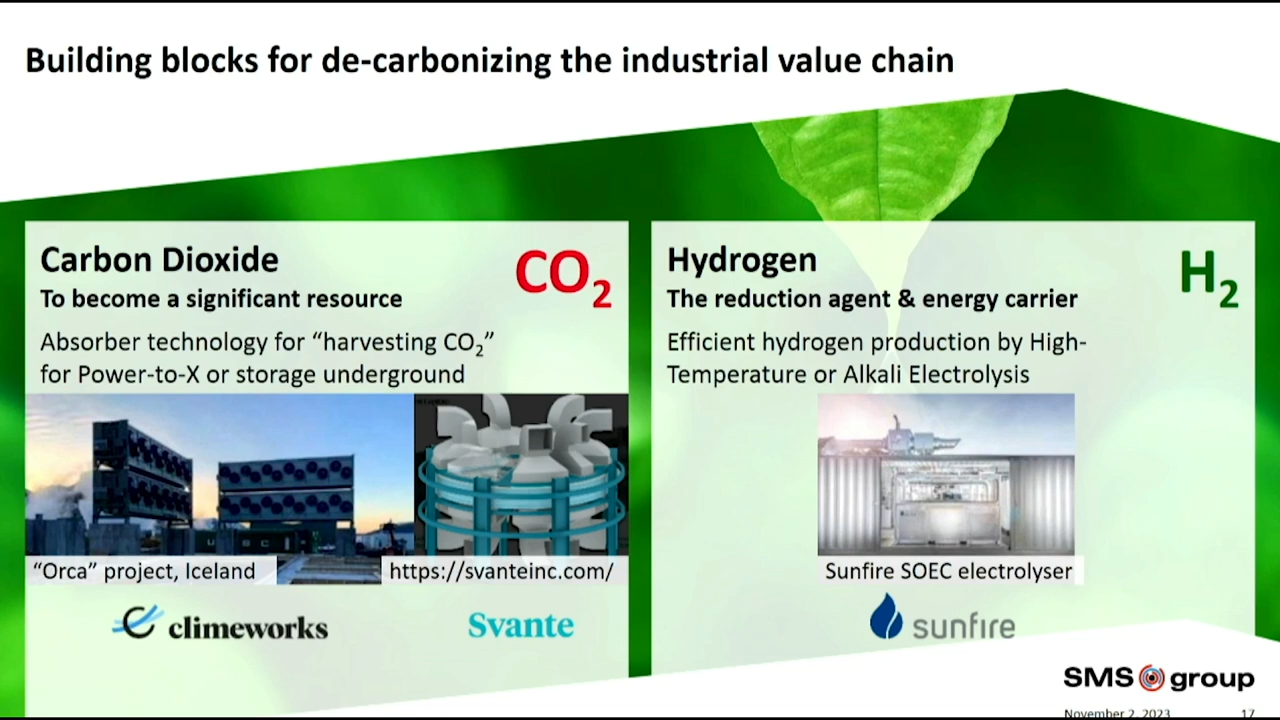 Building blocks for de-carbonizing the industrial value chain
Carbon Dioxide
CO₂
To become a significant resource
Absorber technology for “harvesting CO₂”
for Power-to-X or storage underground
“Orca” project, Iceland
https://svanteinc.com/
climeworks
Svante
Hydrogen
H₂
The reduction agent & energy carrier
Efficient hydrogen production by High-
Temperature or Alkali Electrolysis
Sunfire SOEC electrolyser
sunfire
SMS group
November 2, 2023
17